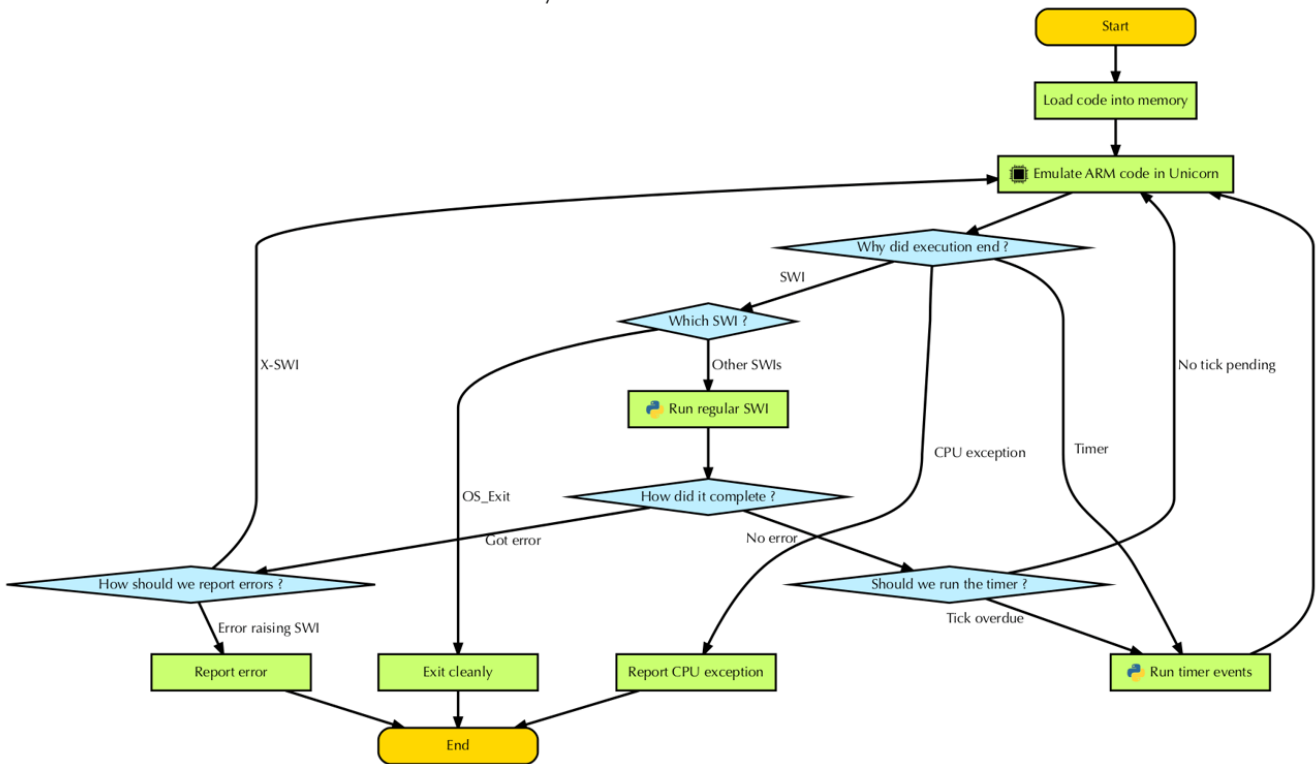 Start
Load code into memory
Emulate ARM code in Unicorn
Why did execution end ?
SWI
Which SWI ?
X-SWI
Other SWIs
No tick pending
Run regular SWI
CPU exception
Timer
OS_Exit
How did it complete ?
Got error
No error
How should we report errors ?
Should we run the timer ?
Error raising SWI
Tick overdue
Report error
Exit cleanly
Report CPU exception
Run timer events
End